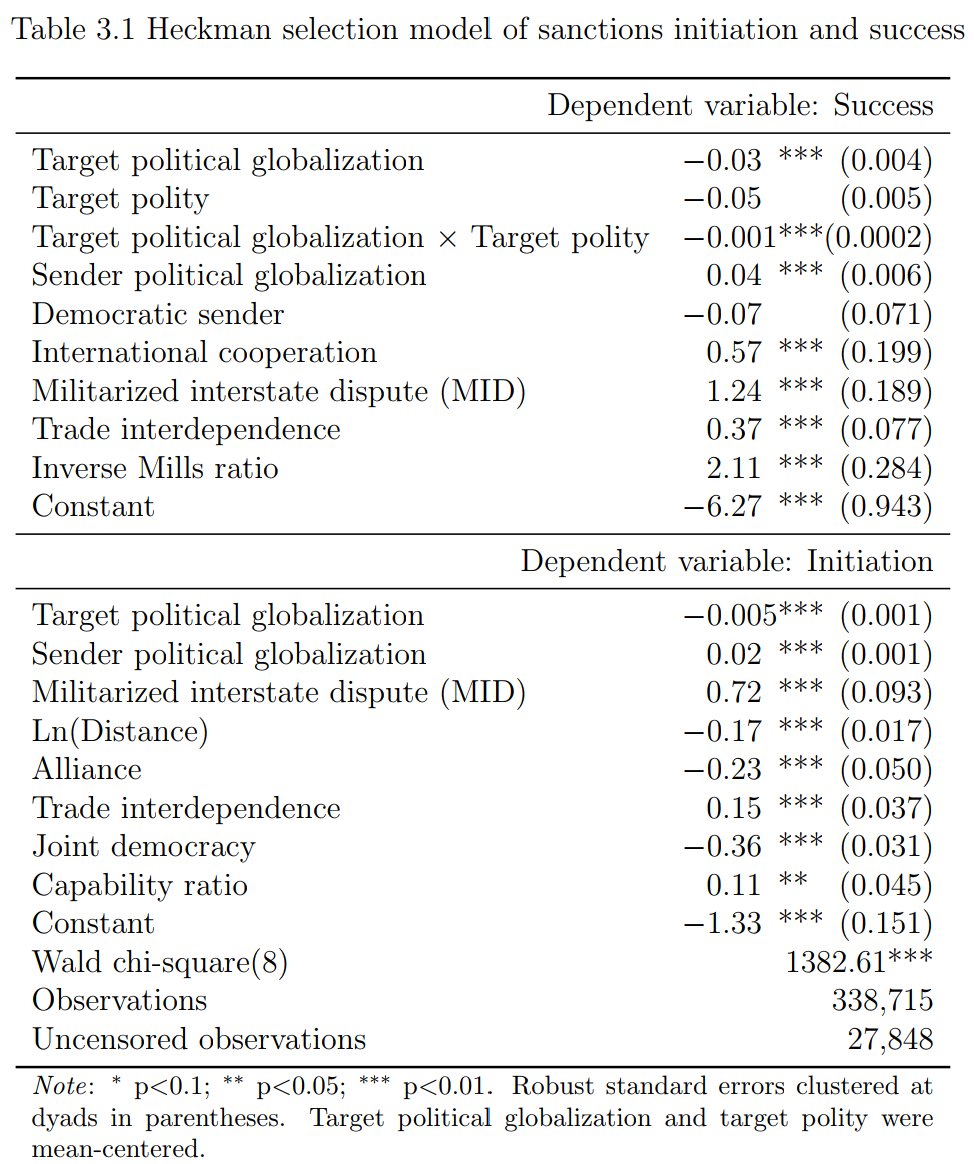 Table 3.1 Heckman selection model of sanctions initiation and success
Dependent variable: Success
Target political globalization −0.03 *** (0.004)
Target polity −0.05 (0.005)
Target political globalization × Target polity −0.001***(0.0002)
Sender political globalization 0.04 *** (0.006)
Democratic sender −0.07 (0.071)
International cooperation 0.57 *** (0.199)
Militarized interstate dispute (MID) 1.24 *** (0.189)
Trade interdependence 0.37 *** (0.077)
Inverse Mills ratio 2.11 *** (0.284)
Constant −6.27 *** (0.943)
Dependent variable: Initiation
Target political globalization −0.005*** (0.001)
Sender political globalization 0.02 *** (0.001)
Militarized interstate dispute (MID) 0.72 *** (0.093)
Ln(Distance) −0.17 *** (0.017)
Alliance −0.23 *** (0.050)
Trade interdependence 0.15 *** (0.037)
Joint democracy −0.36 *** (0.031)
Capability ratio 0.11 ** (0.045)
Constant −1.33 *** (0.151)
Wald chi-square(8) 1382.61***
Observations 338,715
Uncensored observations 27,848
Note: * p<0.1; ** p<0.05; *** p<0.01. Robust standard errors clustered at
dyads in parentheses. Target political globalization and target polity were
mean-centered.